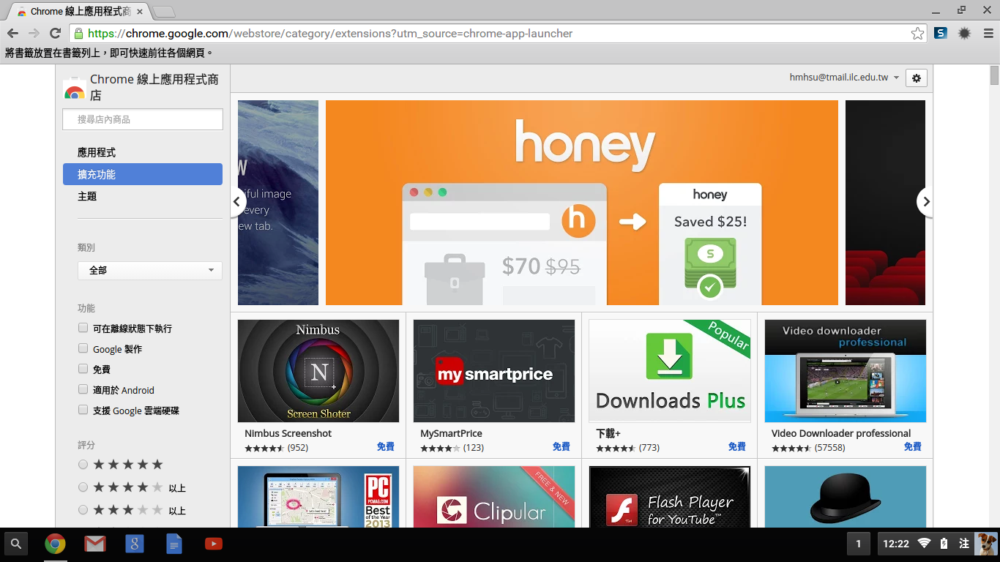 Chrome 線上應用程式商
https://chrome.google.com/webstore/category/extensions?utm_source=chrome-app-launcher
將書籤放置在書籤列上，即可快速前往各個網頁。
Chrome 線上應用程式商
店
搜尋店內商品
應用程式
擴充功能
主題
類別
全部
功能
可在離線狀態下執行
Google 製作
免費
適用於 Android
支援 Google 雲端硬碟
評分
以上
以上
hmhsu@tmail.ilc.edu.tw
W
iful image
every
ew tab.
honey
h
$70 $95
honey
Saved $25!
S
Nimbus
N
Screen Shoter
Nimbus Screenshot
(952)
免費
my smartprice
MySmartPrice
(123)
免費
Popular
Downloads Plus
下載+
(773)
免費
Video downloader
professional
Video Downloader professional
(57558)
免費
PC
PCMAG.COM
Best
of the Year
2013
FREE & NEW
Clipular
Flash Player
for YouTube™
8
1
12:22
注